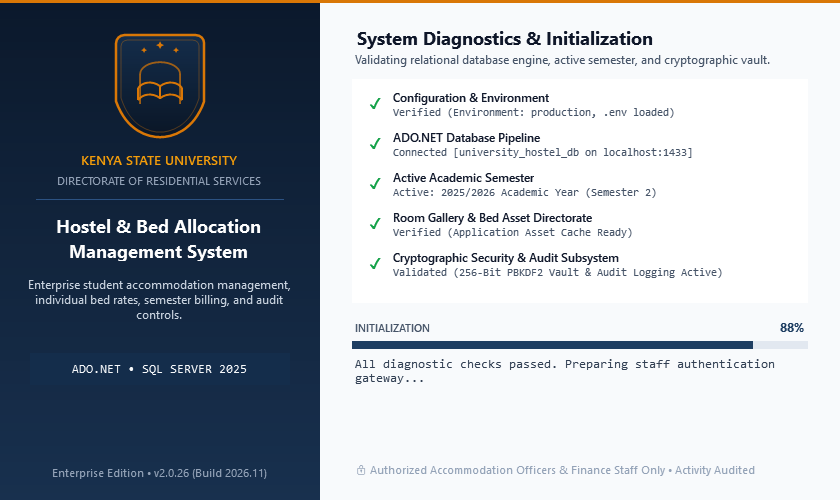 KENYA STATE UNIVERSITY
DIRECTORATE OF RESIDENTIAL SERVICES
Hostel & Bed Allocation
Management System
Enterprise student accommodation management,
individual bed rates, semester billing, and audit
controls.
ADO.NET • SQL SERVER 2025
Enterprise Edition • v2.0.26 (Build 2026.11)
System Diagnostics & Initialization
Validating relational database engine, active semester, and cryptographic vault.
Configuration & Environment
Verified (Environment: production, .env loaded)
ADO.NET Database Pipeline
Connected [university_hostel_db on localhost:1433]
Active Academic Semester
Active: 2025/2026 Academic Year (Semester 2)
Room Gallery & Bed Asset Directorate
Verified (Application Asset Cache Ready)
Cryptographic Security & Audit Subsystem
Validated (256-Bit PBKDF2 Vault & Audit Logging Active)
INITIALIZATION 88%
All diagnostic checks passed. Preparing staff authentication
gateway...
Authorized Accommodation Officers & Finance Staff Only • Activity Audited